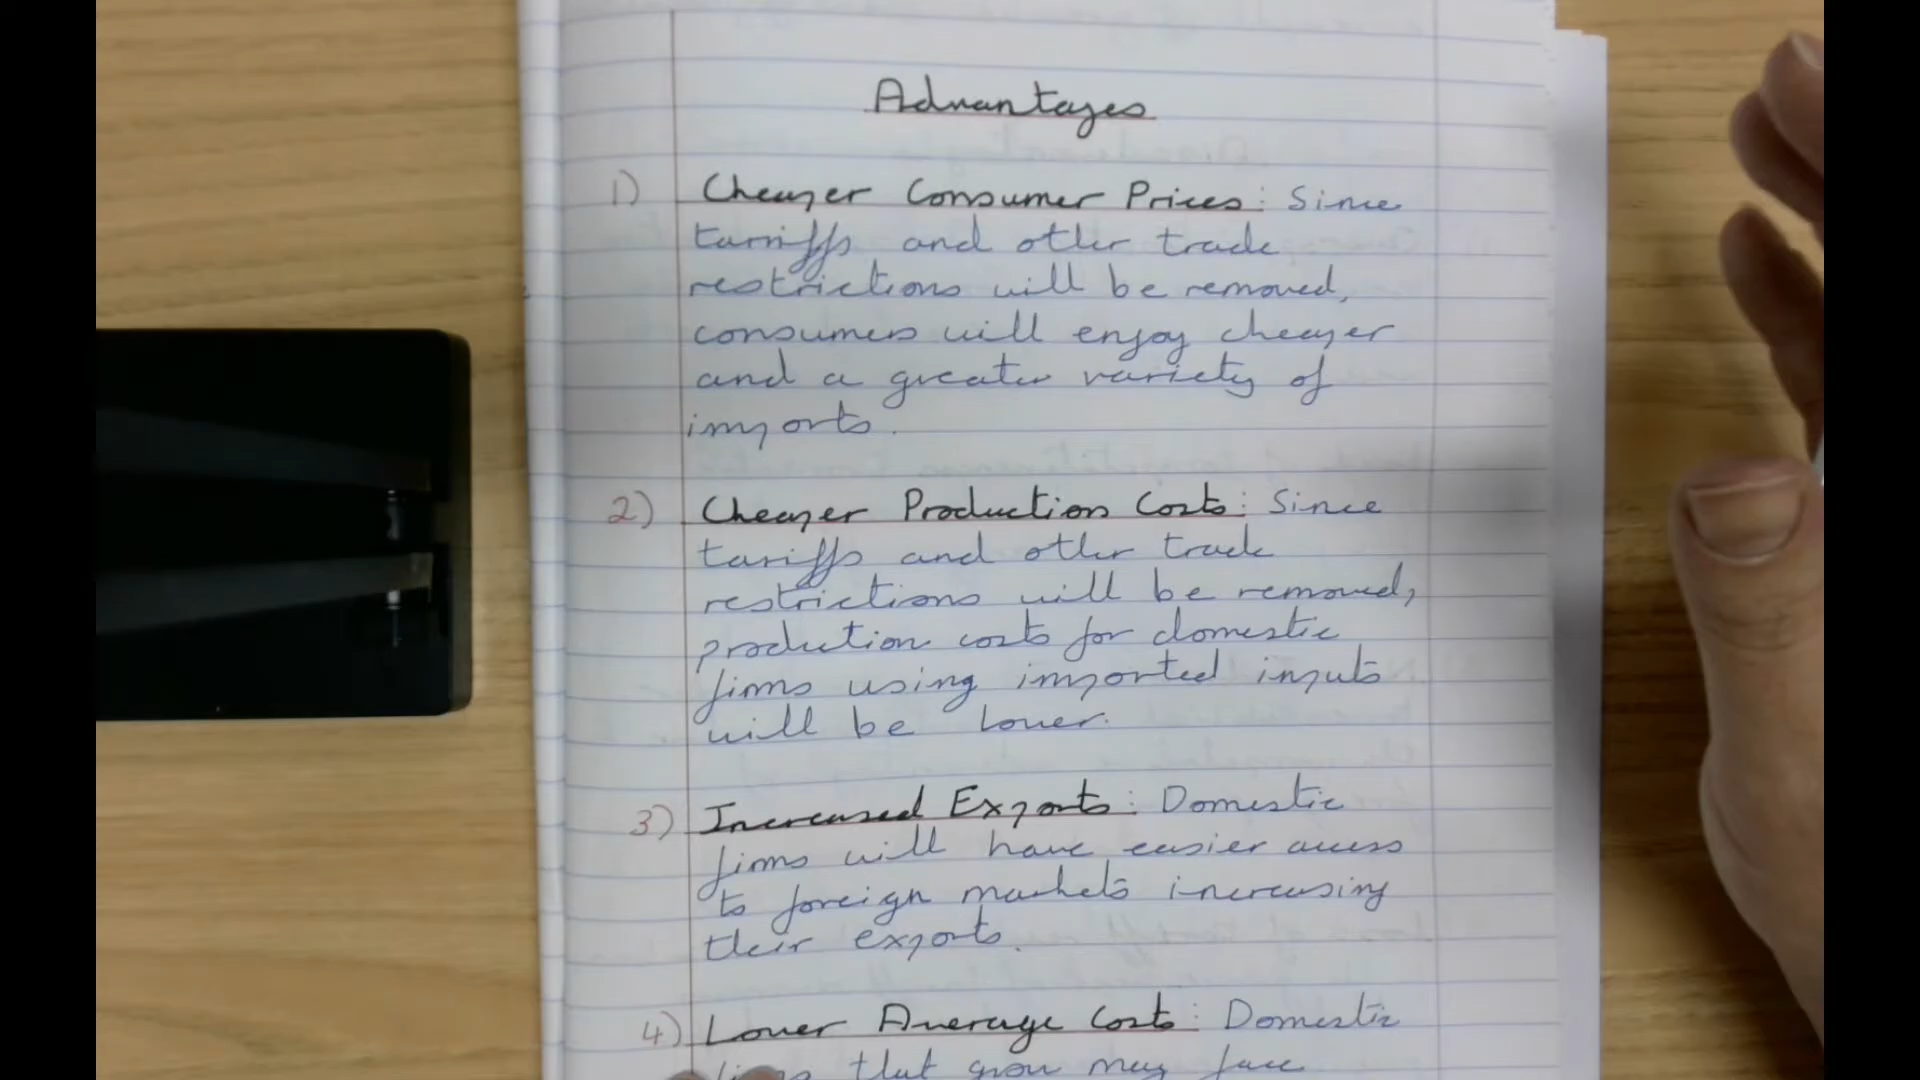 Advantages
1) Cheaper Consumer Prices: Since
tariffs and other trade
restrictions will be removed,
consumers will enjoy cheaper
and a greater variety of
imports.
2) Cheaper Production Costs: Since
tariffs and other trade
restrictions will be removed,
production costs for domestic
firms using imported inputs
will be lower.
3) Increased Exports: Domestic
firms will have easier access
to foreign markets increasing
their exports.
4) Lower Average Costs: Domestic
firms that grow may face